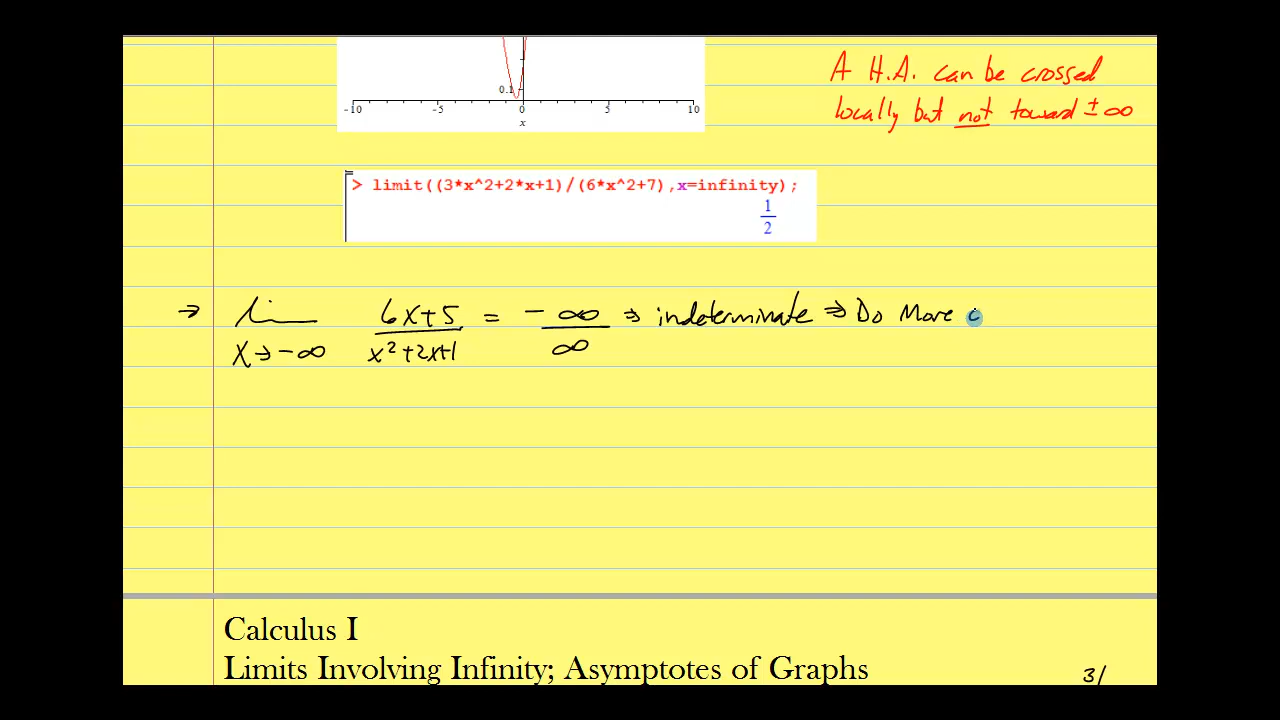 A H.A. can be crossed
locally but not toward ±∞
0.1
-10 -5 0 5 10
x
> limit((3*x^2+2*x+1)/(6*x^2+7),x=infinity);
1
2
→ lim 6x+5 = -∞ ⇒ indeterminate ⇒ Do More c
x→-∞ x²+2x+1 ∞
Calculus I
Limits Involving Infinity; Asymptotes of Graphs
31